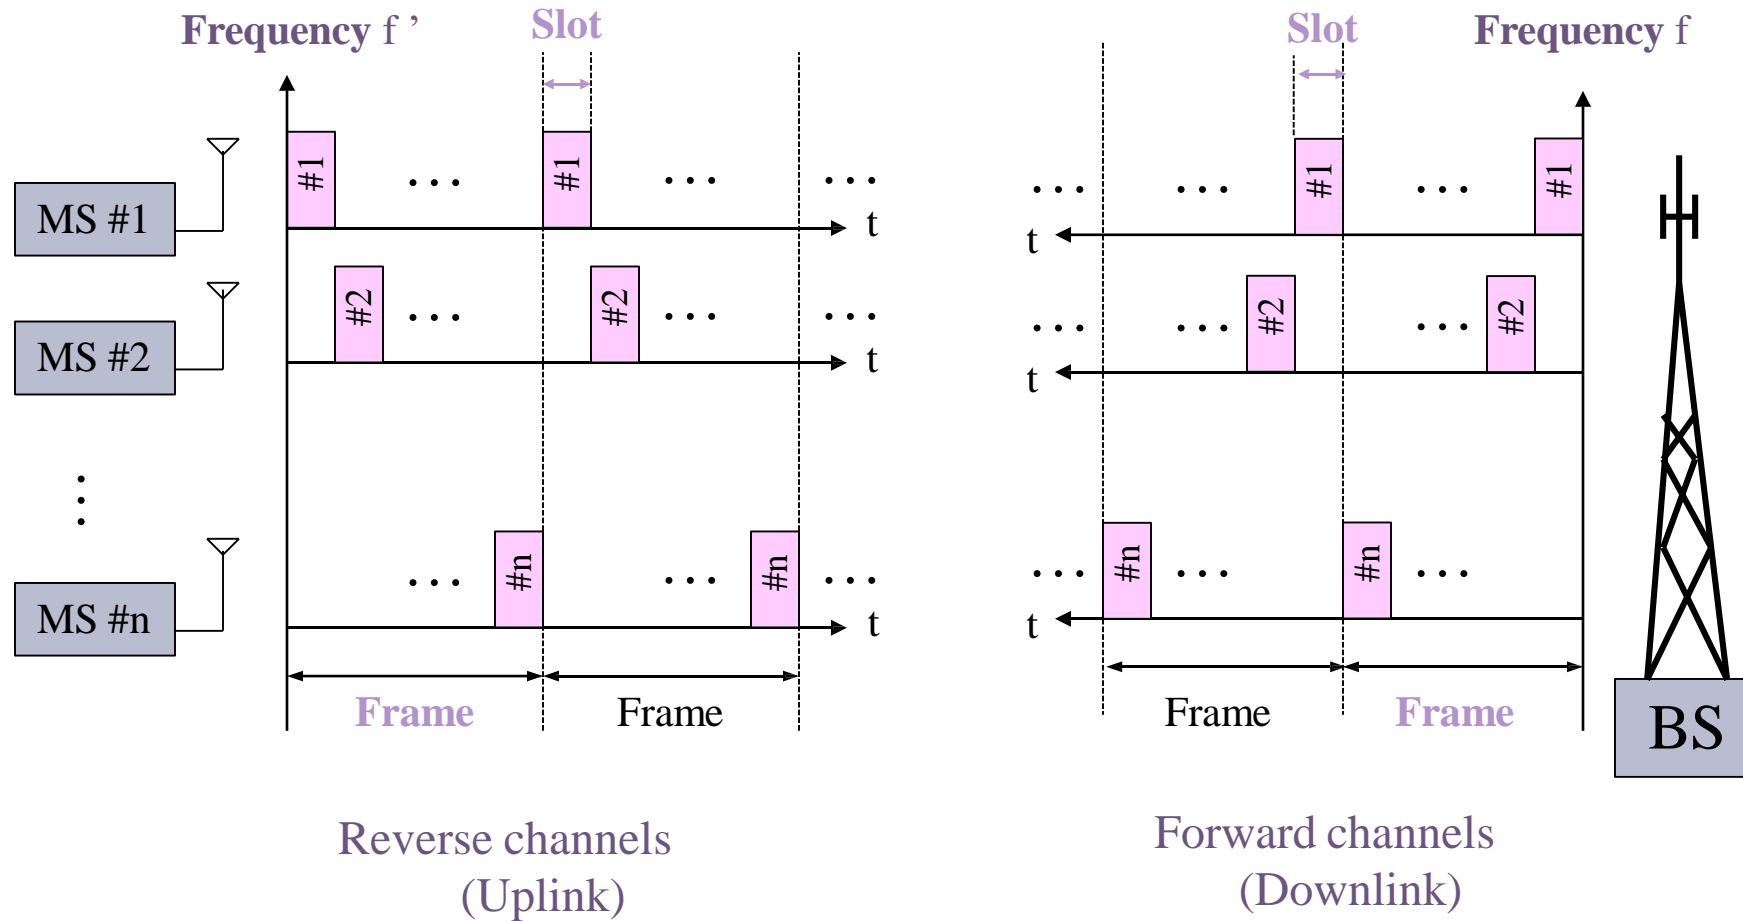 Frequency f ’
Slot
Slot
Frequency f
MS #1
#1
...
#1
...
...
t
...
...
#1
...
#1
t
MS #2
#2
...
#2
...
...
t
...
...
#2
...
#2
t
MS #n
...
#n
...
#n
...
t
...
#n
...
#n
...
t
Frame
Frame
Frame
Frame
BS
Reverse channels
(Uplink)
Forward channels
(Downlink)